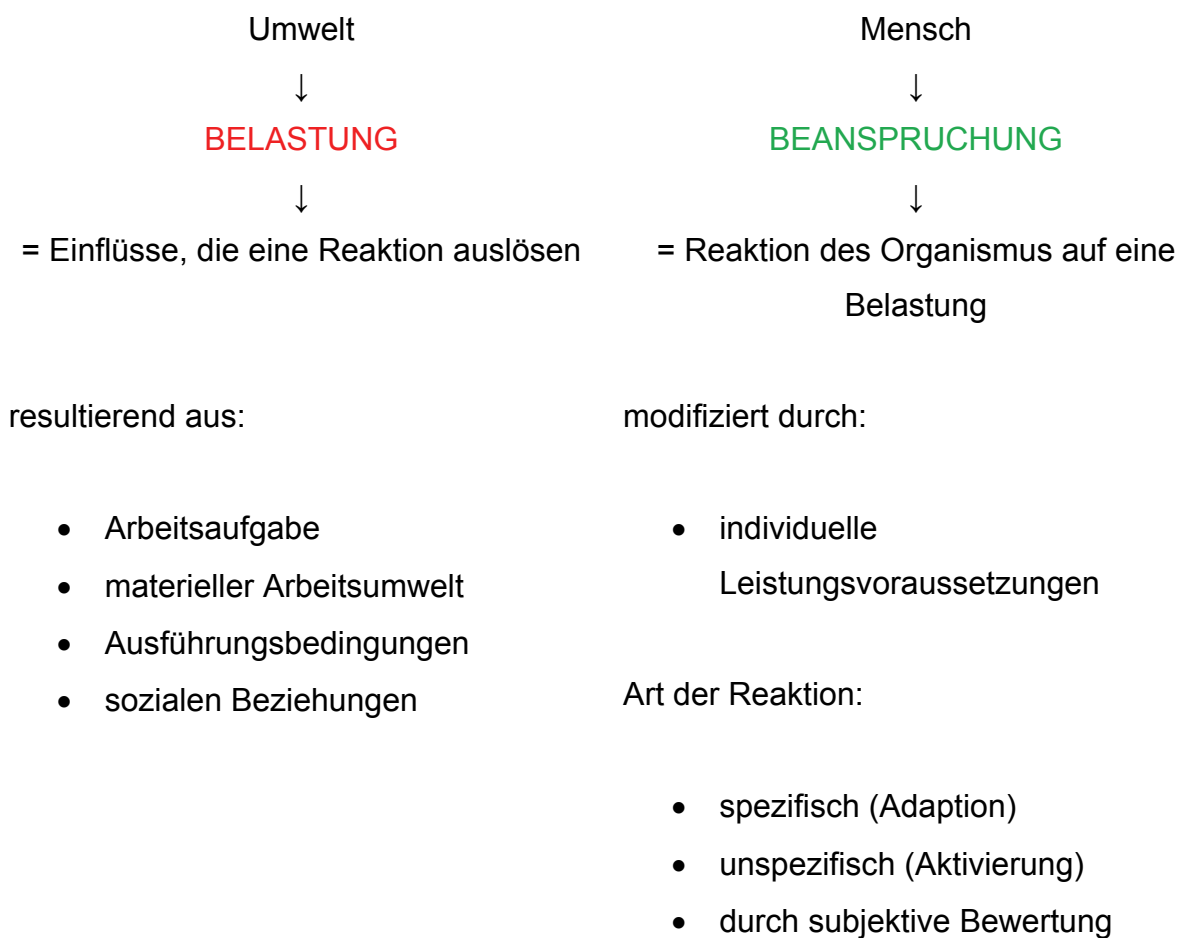 Umwelt
↓
BELASTUNG
↓
= Einflüsse, die eine Reaktion auslösen
resultierend aus:
• Arbeitsaufgabe
• materieller Arbeitsumwelt
• Ausführungsbedingungen
• sozialen Beziehungen
Mensch
↓
BEANSPRUCHUNG
↓
= Reaktion des Organismus auf eine
Belastung
modifiziert durch:
• individuelle
Leistungsvoraussetzungen
Art der Reaktion:
• spezifisch (Adaption)
• unspezifisch (Aktivierung)
• durch subjektive Bewertung